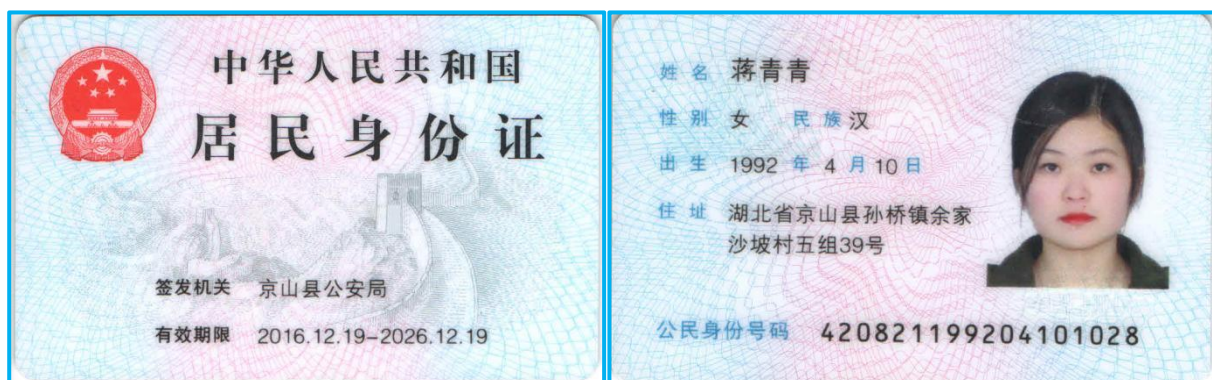 中华人民共和国
居民身份证
签发机关 京山县公安局
有效期限 2016.12.19-2026.12.19
姓名 蒋青青
性别 女 民族 汉
出生 1992 年 4 月 10 日
住址 湖北省京山县孙桥镇余家
沙坡村五组39号
公民身份号码 420821199204101028